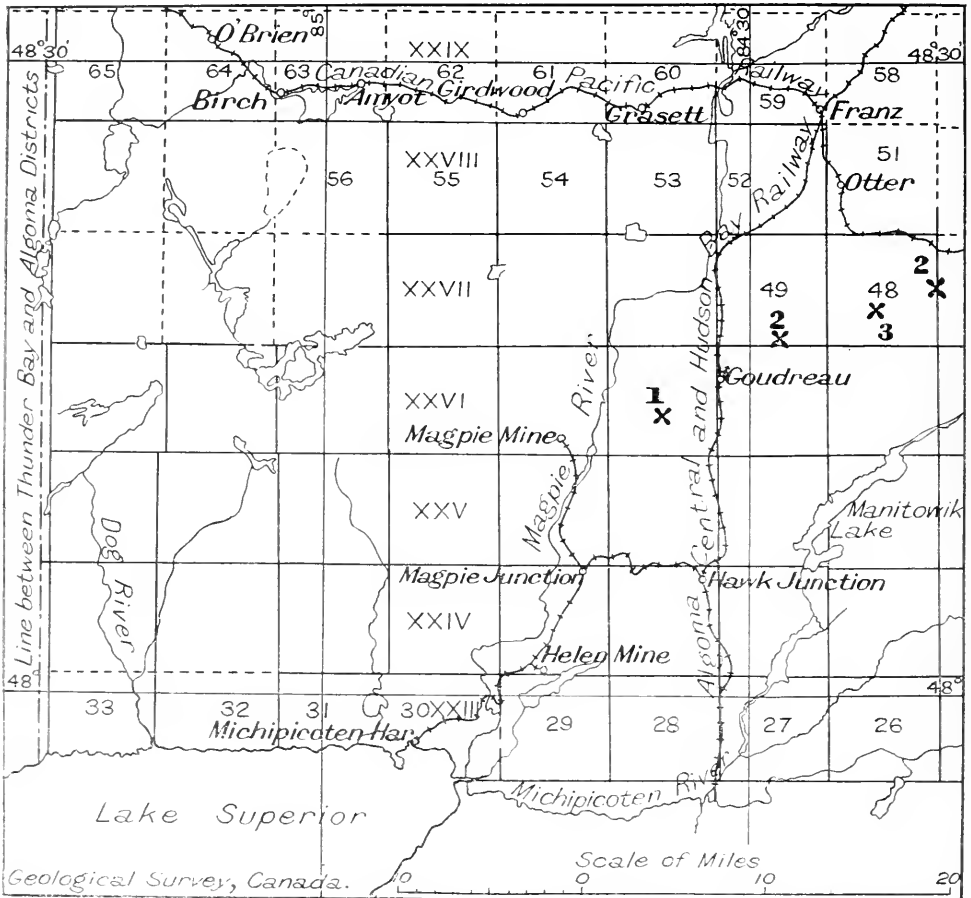 O'Brien
85°
XXIX
84°30'
48°30'
48°30'
65
64
63
62
61
60
59
58
Canadian Pacific Railway
Birch
Amyot
Girdwood
Grasett
Franz
XXVIII
56
55
54
53
52
51
Otter
Bay Railway
XXVII
49
48
2
X
2
X
X
3
Goudreau
XXVI
1
X
Magpie Mine
Magpie River
Algoma Central and Hudson
Line between Thunder Bay and Algoma Districts
XXV
Dog River
Manitowik
Lake
Magpie Junction
Hawk Junction
XXIV
Helen Mine
48°
48°
33
32
31
30
XXIII
29
28
27
26
Michipicoten Har.
Michipicoten River
Lake Superior
Scale of Miles
Geological Survey, Canada.
10
0
10
20